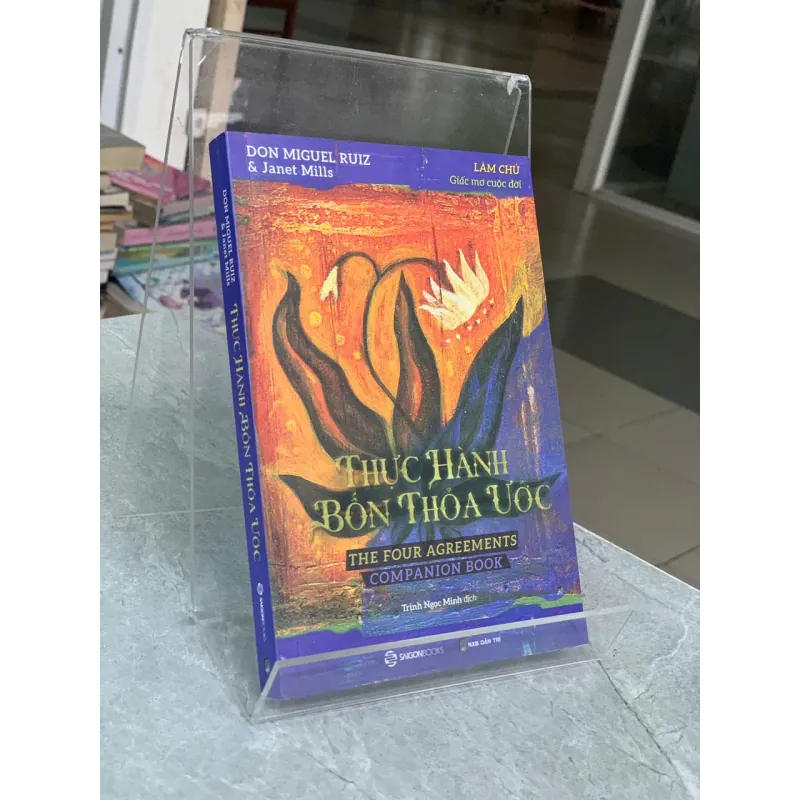 DON MIGUEL RUIZ
& Janet Mills
LÀM CHỦ
Giấc mơ cuộc đời
THỰC HÀNH
BỐN THỎA ƯỚC
THE FOUR AGREEMENTS
COMPANION BOOK
Trịnh Ngọc Minh dịch
SAIGONBOOKS
NXB DÂN TRÍ
DON MIGUEL RUIZ
& Janet Mills
THỰC HÀNH BỐN THỎA ƯỚC
SAIGONBOOKS